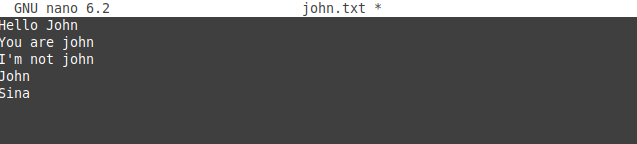 GNU nano 6.2 john.txt *
Hello John
You are john
I'm not john
John
Sina